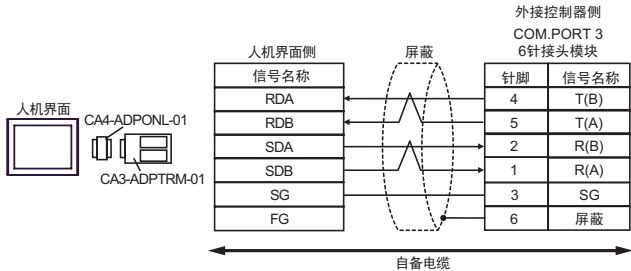 外接控制器侧
COM.PORT 3
6针接头模块
人机界面侧
屏蔽
信号名称
针脚 信号名称
RDA 4 T(B)
RDB 5 T(A)
SDA 2 R(B)
SDB 1 R(A)
SG 3 SG
FG 6 屏蔽
人机界面
CA4-ADPONL-01
CA3-ADPTRM-01
自备电缆